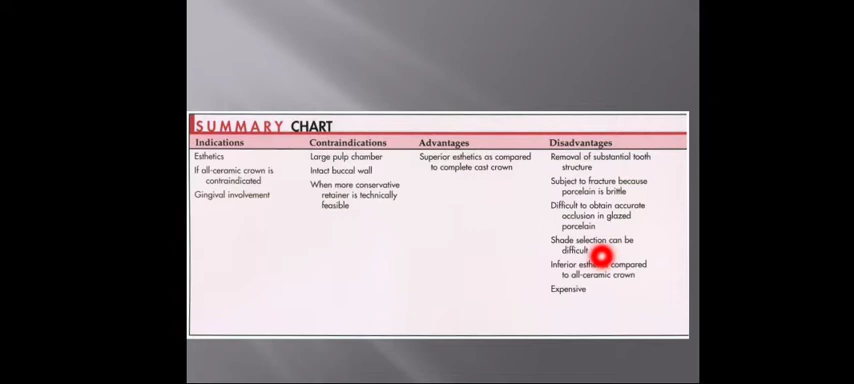 SUMMARY CHART
Indications
Esthetics
If all-ceramic crown is
contraindicated
Gingival involvement
Contraindications
Large pulp chamber
Intact buccal wall
When more conservative
retainer is technically
feasible
Advantages
Superior esthetics as compared
to complete cast crown
Disadvantages
Removal of substantial tooth
structure
Subject to fracture because
porcelain is brittle
Difficult to obtain accurate
occlusion in glazed
porcelain
Shade selection can be
difficult
Inferior compared
to all-ceramic crown
Expensive